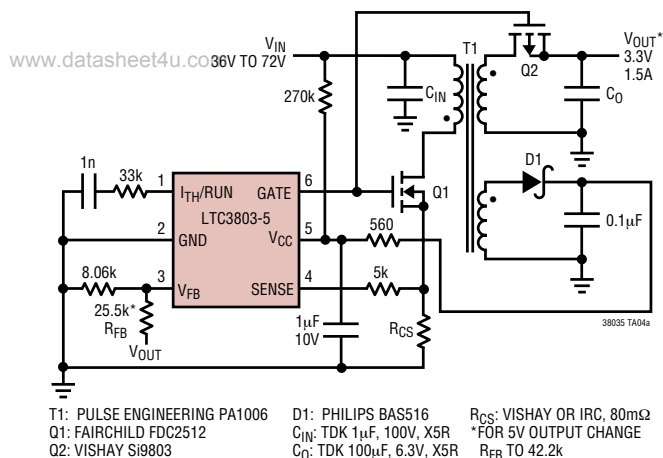 www.datasheet4u.com
VIN
36V TO 72V
T1
Q2
VOUT*
3.3V
1.5A
270k
CIN
CO
1n
33k
1
ITH/RUN
GATE
6
Q1
D1
LTC3803-5
2
GND
VCC
5
560
0.1µF
8.06k
3
VFB
SENSE
4
5k
25.5k*
RFB
VOUT
1µF
10V
RCS
38035 TA04a
T1: PULSE ENGINEERING PA1006
Q1: FAIRCHILD FDC2512
Q2: VISHAY Si9803
D1: PHILIPS BAS516
CIN: TDK 1µF, 100V, X5R
CO: TDK 100µF, 6.3V, X5R
RCS: VISHAY OR IRC, 80mΩ
*FOR 5V OUTPUT CHANGE
RFB TO 42.2k